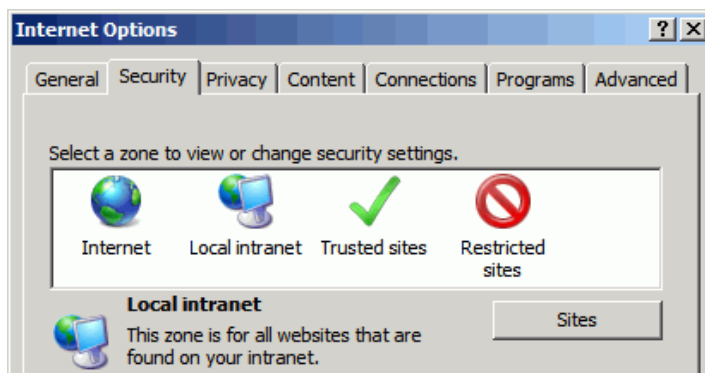 Internet Options
General Security Privacy Content Connections Programs Advanced
Select a zone to view or change security settings.
Internet Local intranet Trusted sites Restricted
sites
Local intranet
Sites
This zone is for all websites that are
found on your intranet.